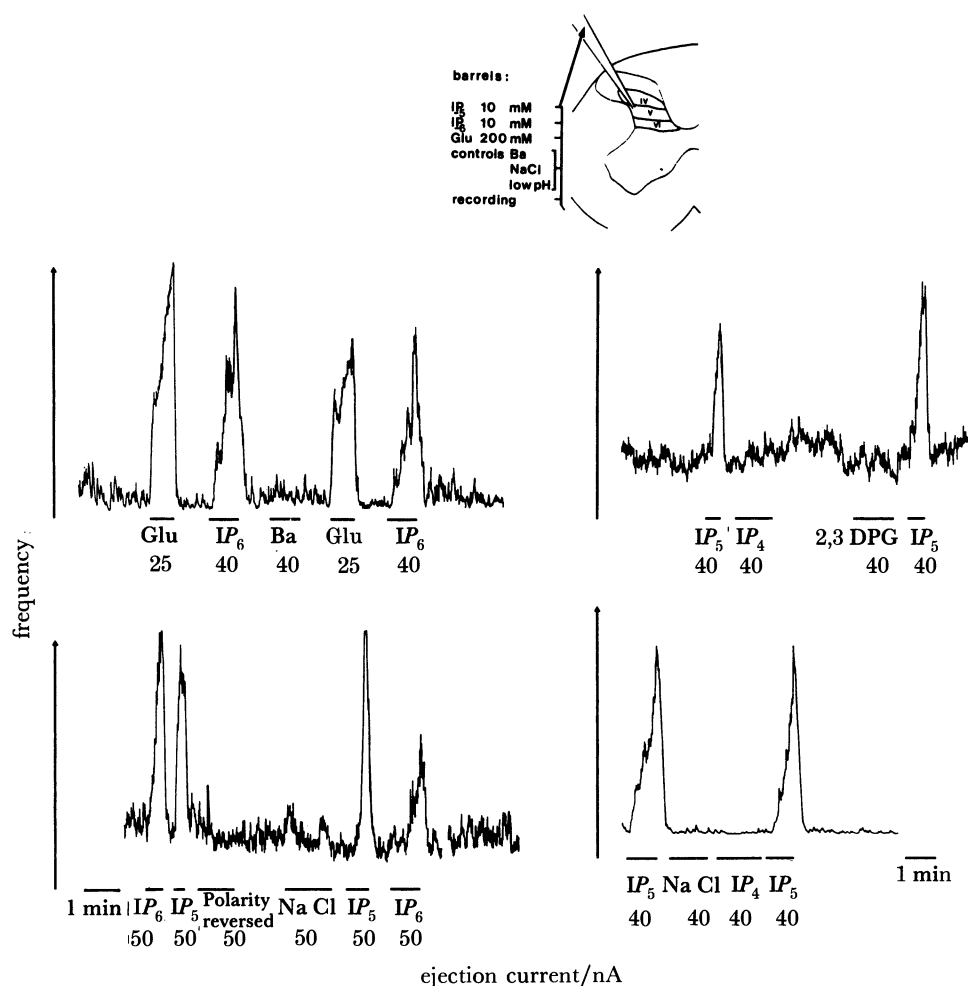 barrels :
IP5 10 mM
IP6 10 mM
Glu 200 mM
controls Ba
NaCl
low pH
recording
IV
V
VI
frequency
Glu IP6 Ba Glu IP6
25 40 40 25 40
IP5 IP4 2,3 DPG IP5
40 40 40 40
1 min IP6 IP5 Polarity reversed Na Cl IP5 IP6
50 50 50 50 50 50
IP5 Na Cl IP4 IP5 1 min
40 40 40 40
ejection current/nA